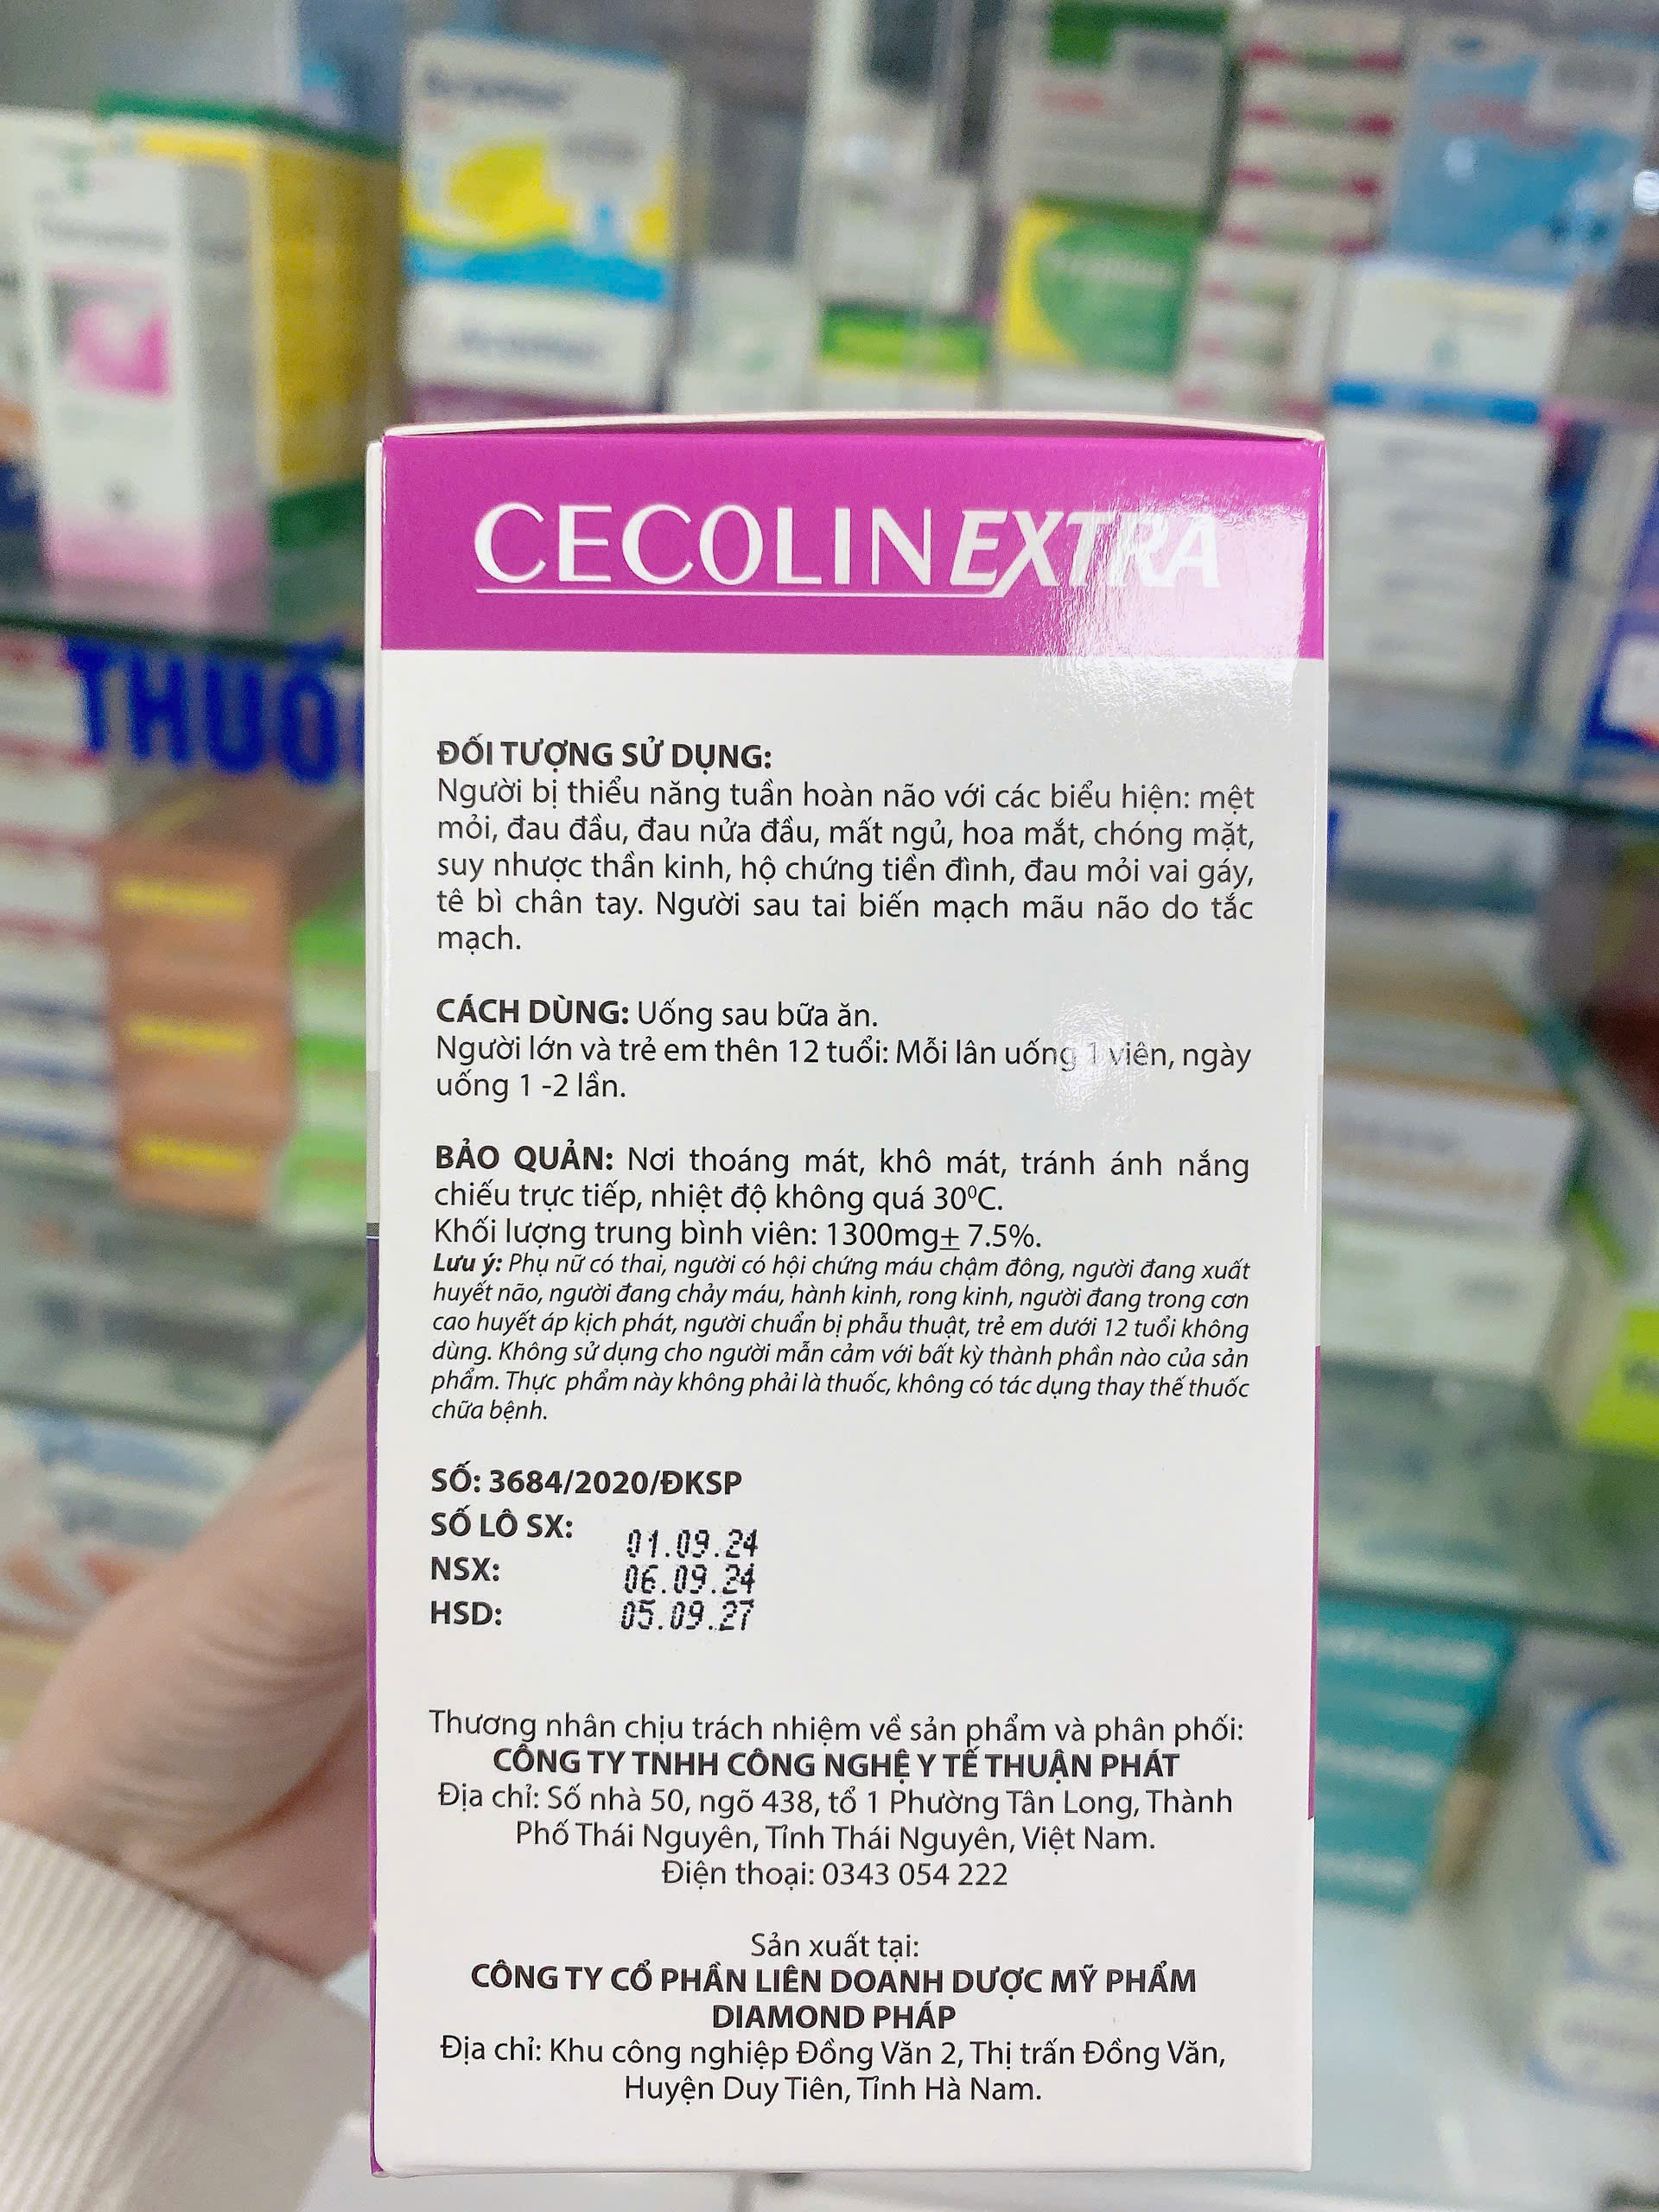 CECOLIN EXTRA
THUỐ
ĐỐI TƯỢNG SỬ DỤNG:
Người bị thiểu năng tuần hoàn não với các biểu hiện: mệt
mỏi, đau đầu, đau nửa đầu, mất ngủ, hoa mắt, chóng mặt,
suy nhược thần kinh, hộ chứng tiền đình, đau mỏi vai gáy,
tê bì chân tay. Người sau tai biến mạch mãu não do tắc
mạch.
CÁCH DÙNG: Uống sau bữa ăn.
Người lớn và trẻ em thên 12 tuổi: Mỗi lân uống 1 viên, ngày
uống 1 -2 lần.
BẢO QUẢN: Nơi thoáng mát, khô mát, tránh ánh nắng
chiếu trực tiếp, nhiệt độ không quá 30⁰C.
Khối lượng trung bình viên: 1300mg± 7.5%.
Lưu ý: Phụ nữ có thai, người có hội chứng máu chậm đông, người đang xuất
huyết não, người đang chảy máu, hành kinh, rong kinh, người đang trong cơn
cao huyết áp kịch phát, người chuẩn bị phẫu thuật, trẻ em dưới 12 tuổi không
dùng. Không sử dụng cho người mẫn cảm với bất kỳ thành phần nào của sản
phẩm. Thực phẩm này không phải là thuốc, không có tác dụng thay thế thuốc
chữa bệnh.
SỐ: 3684/2020/ĐKSP
SỐ LÔ SX: 01.09.24
NSX: 06.09.24
HSD: 05.09.27
Thương nhân chịu trách nhiệm về sản phẩm và phân phối:
CÔNG TY TNHH CÔNG NGHỆ Y TẾ THUẬN PHÁT
Địa chỉ: Số nhà 50, ngõ 438, tổ 1 Phường Tân Long, Thành
Phố Thái Nguyên, Tỉnh Thái Nguyên, Việt Nam.
Điện thoại: 0343 054 222
Sản xuất tại:
CÔNG TY CỔ PHẦN LIÊN DOANH DƯỢC MỸ PHẨM
DIAMOND PHÁP
Địa chỉ: Khu công nghiệp Đồng Văn 2, Thị trấn Đồng Văn,
Huyện Duy Tiên, Tỉnh Hà Nam.